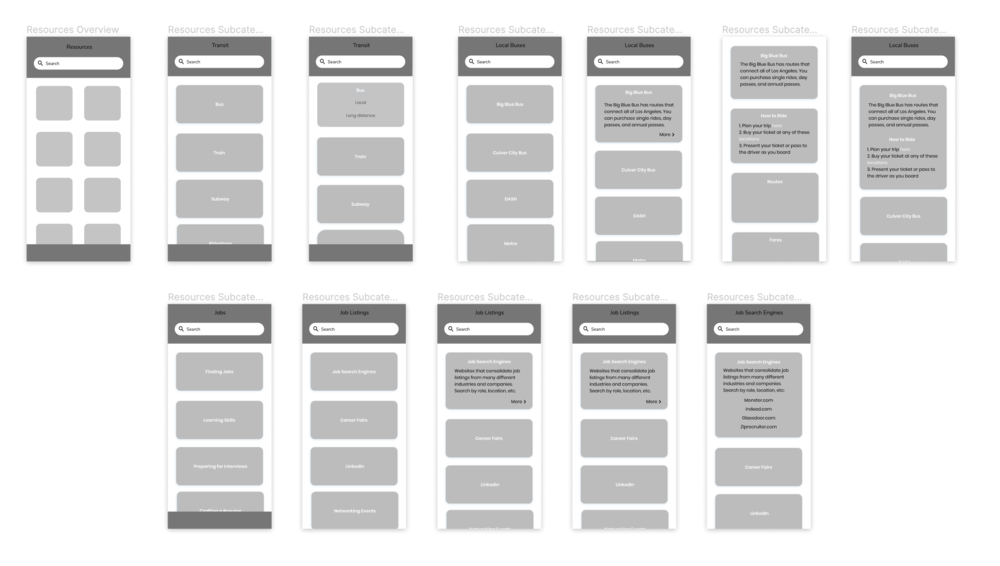 Resources Overview
Resources
Search
Resources Subcate...
Transit
Search
Bus
Train
Subway
Resources Subcate...
Transit
Search
Bus
Local
Long distance
Train
Subway
Resources Subcate...
Local Buses
Search
Big Blue Bus
Culver City Bus
DASH
Metro
Resources Subcate...
Local Buses
Search
Big Blue Bus
The Big Blue Bus has routes that
connect all of Los Angeles. You
can purchase single rides, day
passes, and annual passes.
More >
Culver City Bus
DASH
Metro
Resources Subcate...
Big Blue Bus
The Big Blue Bus has routes that
connect all of Los Angeles. You
can purchase single rides, day
passes, and annual passes.
How to Ride
1. Plan your trip here
2. Buy your ticket at any of these
locations
3. Present your ticket or pass to
the driver as you board
Routes
Fares
Resources Subcate...
Local Buses
Search
Big Blue Bus
The Big Blue Bus has routes that
connect all of Los Angeles. You
can purchase single rides, day
passes, and annual passes.
How to Ride
1. Plan your trip here
2. Buy your ticket at any of these
locations
3. Present your ticket or pass to
the driver as you board
Culver City Bus
Resources Subcate...
Jobs
Search
Finding Jobs
Learning Skills
Preparing for Interviews
Resources Subcate...
Job Listings
Search
Job Search Engines
Career Fairs
LinkedIn
Networking Events
Resources Subcate...
Job Listings
Search
Job Search Engines
Websites that consolidate job
listings from many different
industries and companies.
Search by role, location, etc.
More >
Career Fairs
LinkedIn
Resources Subcate...
Job Listings
Search
Job Search Engines
Websites that consolidate job
listings from many different
industries and companies.
Search by role, location, etc.
More >
Career Fairs
LinkedIn
Resources Subcate...
Job Search Engines
Search
Job Search Engines
Websites that consolidate job
listings from many different
industries and companies.
Search by role, location, etc:
Monster.com
Indeed.com
Glassdoor.com
Ziprecruiter.com
Career Fairs
LinkedIn